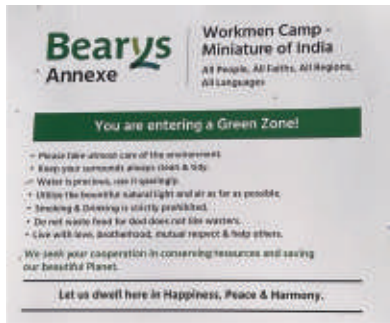 Bearys
Annexe
Workmen Camp -
Miniature of India
All People, All Faiths, All Regions,
All Languages
You are entering a Green Zone!
• Please take utmost care of the environment.
• Keep your surrounds always clean & tidy.
• Water is precious, use it sparingly.
• Utilise the bountiful natural light and air as far as possible.
• Smoking & Drinking is strictly prohibited.
• Do not waste food for God does not like wasters.
• Live with love, brotherhood, mutual respect & help others.
We seek your cooperation in conserving resources and saving
our beautiful Planet.
Let us dwell here in Happiness, Peace & Harmony.